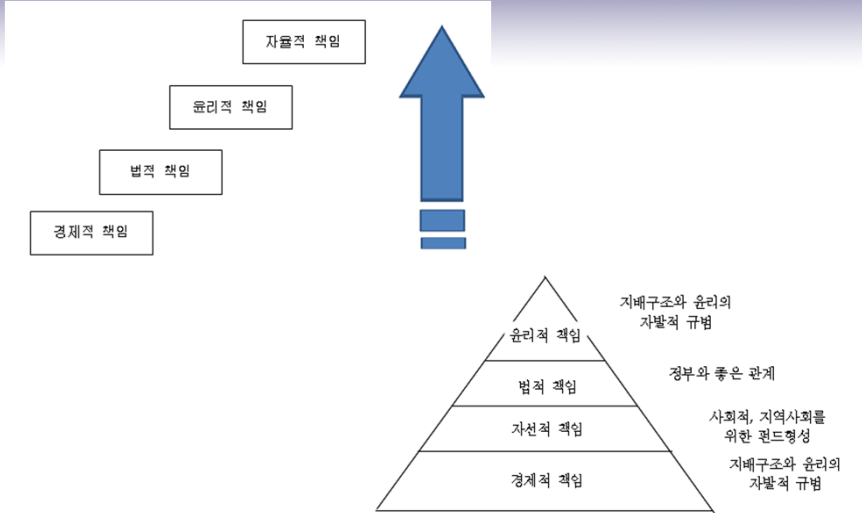 자율적 책임
윤리적 책임
법적 책임
경제적 책임
지배구조와 윤리의
자발적 규범
윤리적 책임
정부와 좋은 관계
법적 책임
사회적, 지역사회를
위한 펀드형성
자선적 책임
지배구조와 윤리의
자발적 규범
경제적 책임